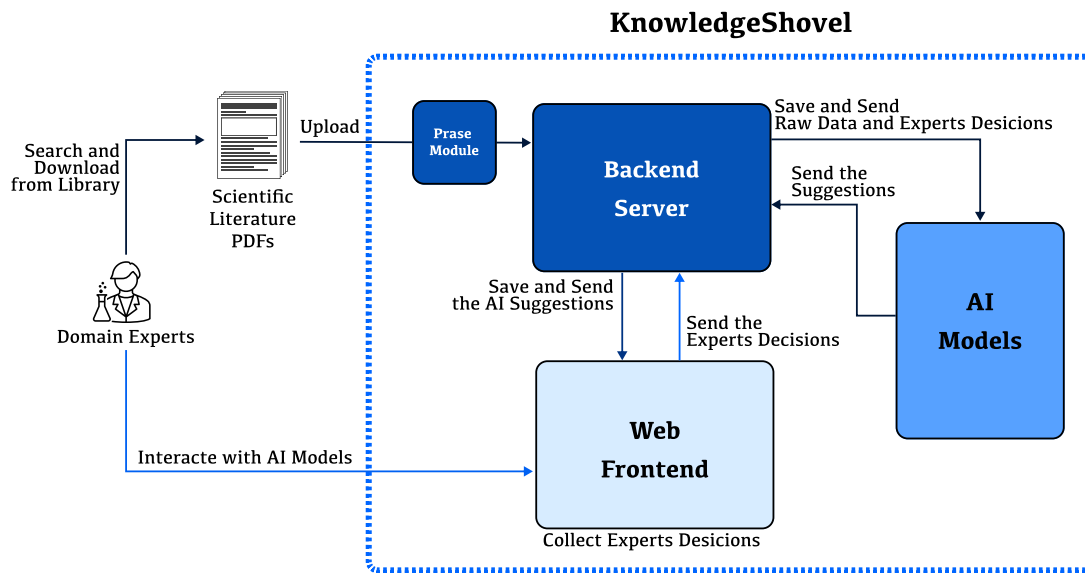 KnowledgeShovel
Search and
Download
from Library
Scientific
Literature
PDFs
Upload
Prase
Module
Backend
Server
Save and Send
Raw Data and Experts Desicions
Send the
Suggestions
AI
Models
Save and Send
the AI Suggestions
Send the
Experts Decisions
Domain Experts
Interacte with AI Models
Web
Frontend
Collect Experts Desicions